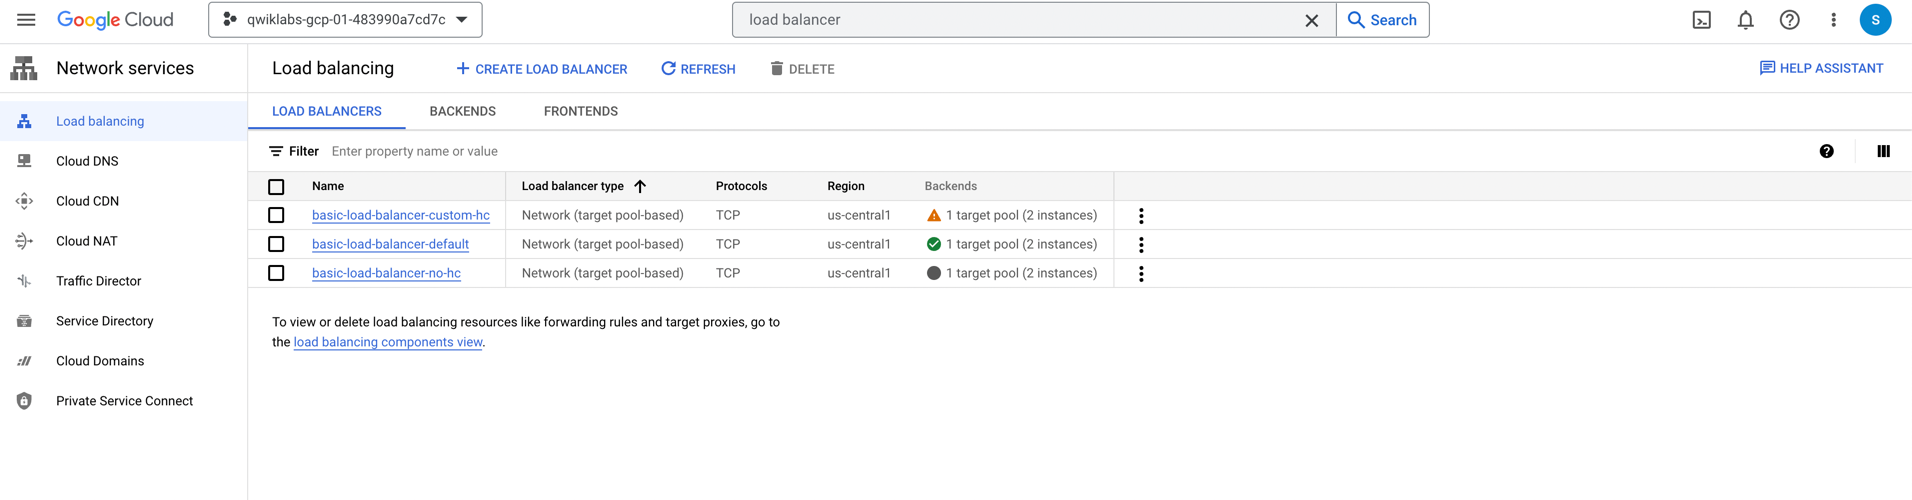 Google Cloud
qwiklabs-gcp-01-483990a7cd7c
load balancer
Search
S
Network services
Load balancing
CREATE LOAD BALANCER
REFRESH
DELETE
HELP ASSISTANT
Load balancing
Cloud DNS
Cloud CDN
Cloud NAT
Traffic Director
Service Directory
Cloud Domains
Private Service Connect
LOAD BALANCERS BACKENDS FRONTENDS
Filter Enter property name or value
Name Load balancer type Protocols Region Backends
basic-load-balancer-custom-hc Network (target pool-based) TCP us-central1 1 target pool (2 instances)
basic-load-balancer-default Network (target pool-based) TCP us-central1 1 target pool (2 instances)
basic-load-balancer-no-hc Network (target pool-based) TCP us-central1 1 target pool (2 instances)
To view or delete load balancing resources like forwarding rules and target proxies, go to
the load balancing components view.